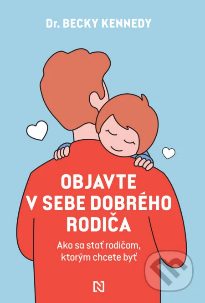 Dr. BECKY KENNEDY
OBJAVTE
V SEBE DOBRÉHO
RODIČA
Ako sa stať rodičom,
ktorým chcete byť
N
m